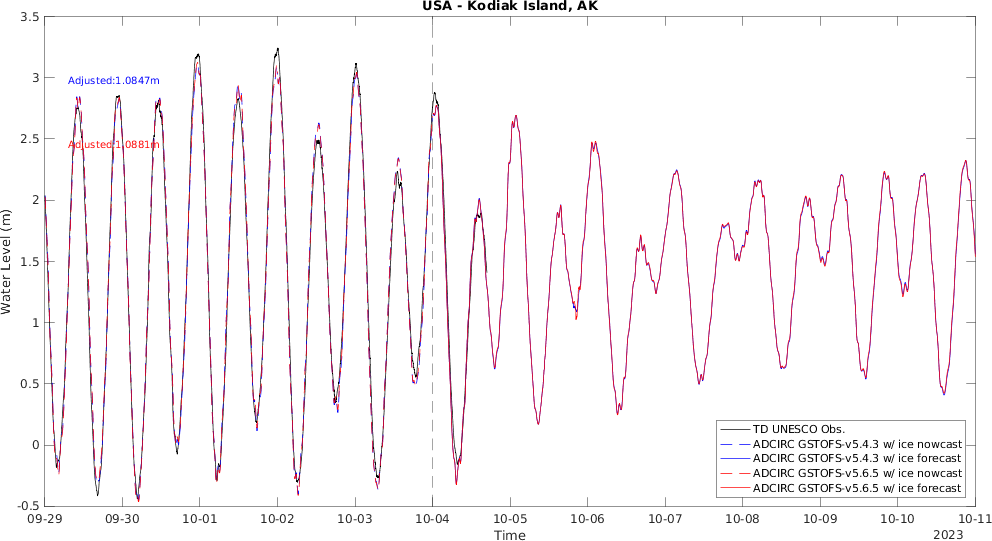 USA - Kodiak Island, AK
3.5
3
2.5
2
1.5
1
0.5
0
-0.5
Water Level (m)
Adjusted:1.0847m
Adjusted:1.0881m
TD UNESCO Obs.
ADCIRC GSTOFS-v5.4.3 w/ ice nowcast
ADCIRC GSTOFS-v5.4.3 w/ ice forecast
ADCIRC GSTOFS-v5.6.5 w/ ice nowcast
ADCIRC GSTOFS-v5.6.5 w/ ice forecast
09-29 09-30 10-01 10-02 10-03 10-04 10-05 10-06 10-07 10-08 10-09 10-10 10-11
Time
2023